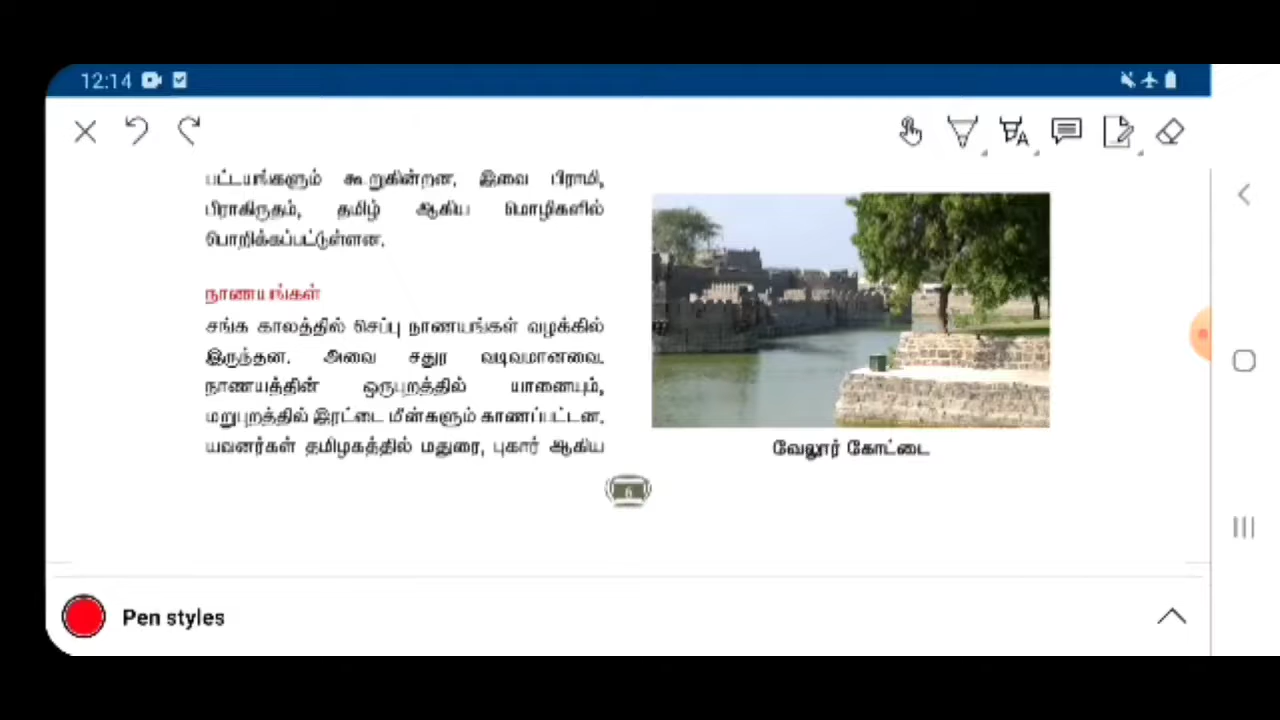 12:14
பட்டயங்களும் கூறுகின்றன. இவை பிராமி,
பிராகிருதம், தமிழ் ஆகிய மொழிகளில்
பொறிக்கப்பட்டுள்ளன.
நாணயங்கள்
சங்க காலத்தில் செப்பு நாணயங்கள் வழக்கில்
இருந்தன. அவை சதுர வடிவமானவை.
நாணயத்தின் ஒருபுறத்தில் யானையும்,
மறுபுறத்தில் இரட்டை மீன்களும் காணப்பட்டன.
யவனர்கள் தமிழகத்தில் மதுரை, புகார் ஆகிய
வேலூர் கோட்டை
6
Pen styles